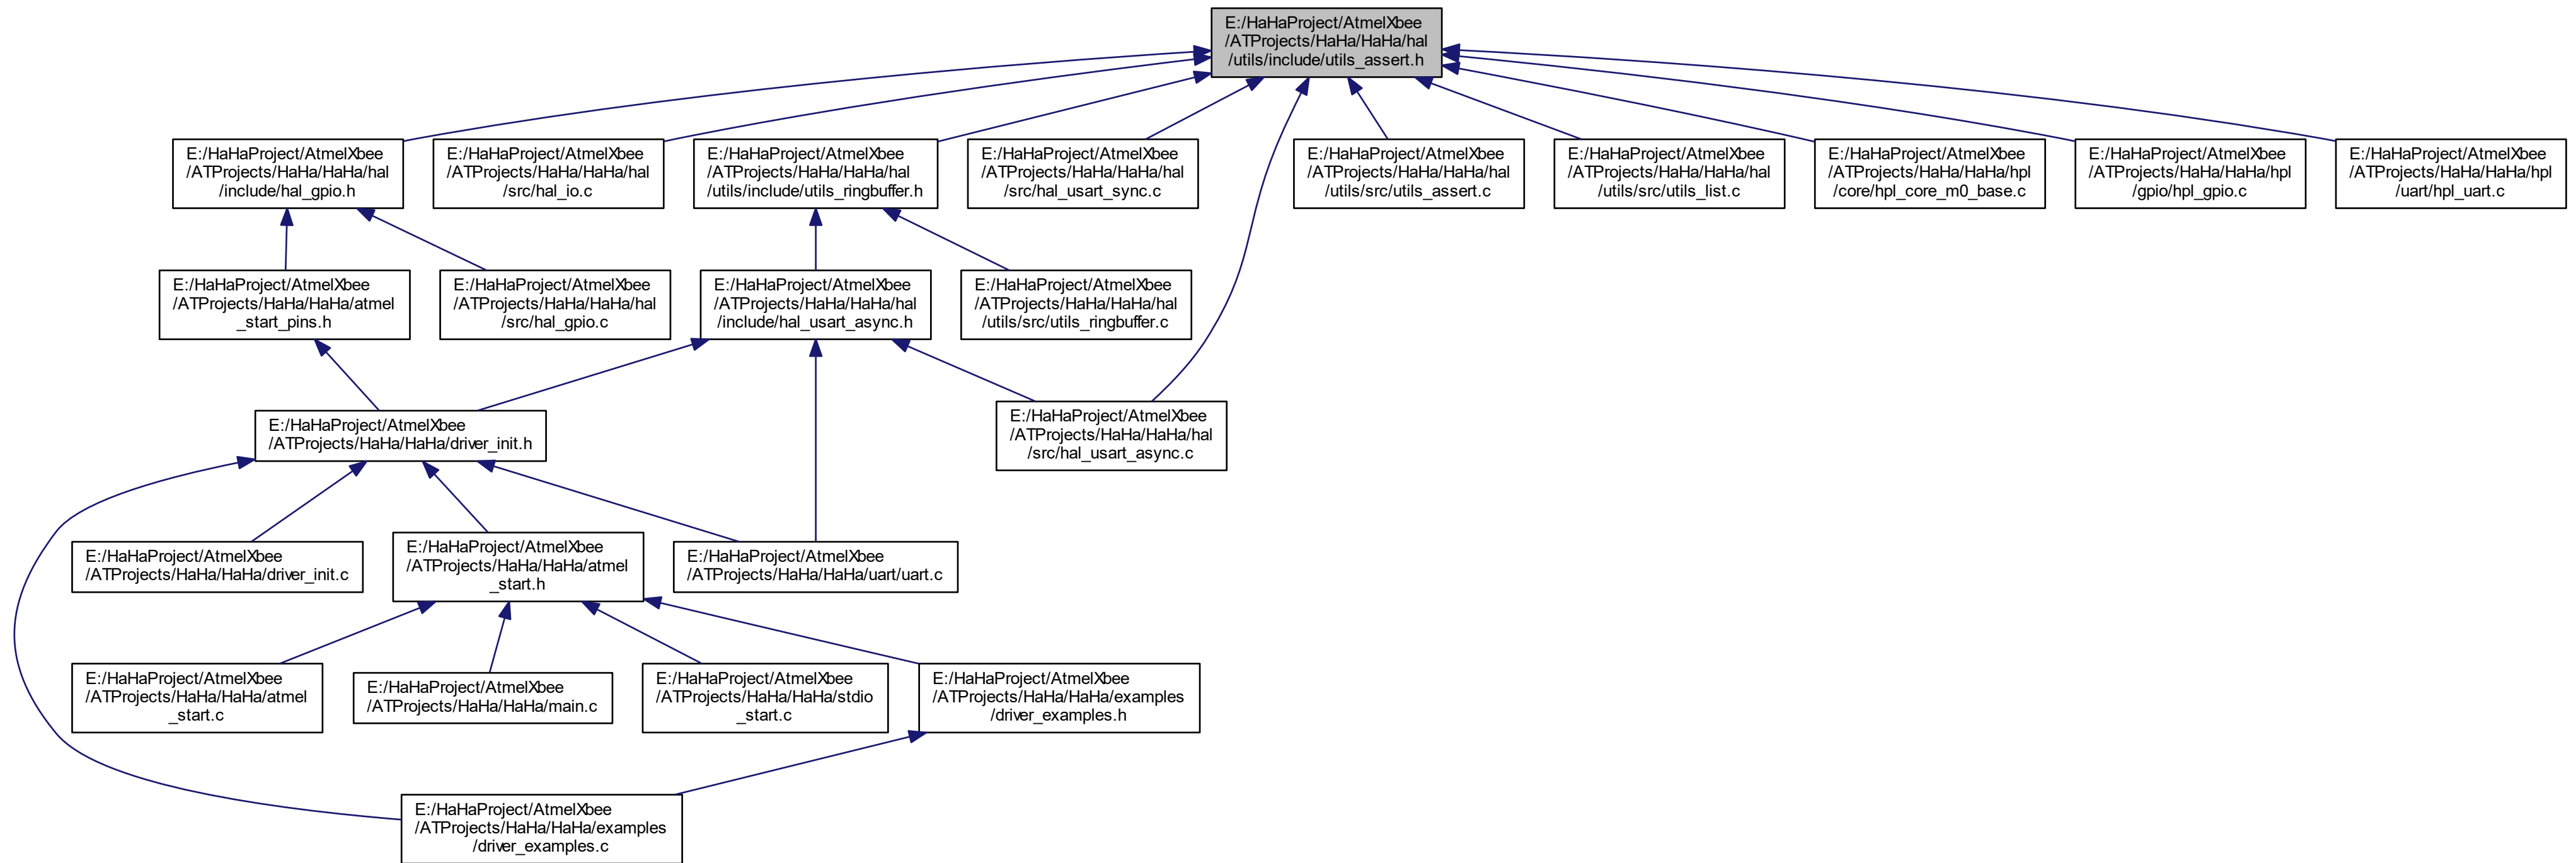 E:/HaHaProject/AtmelXbee
/ATProjects/HaHa/HaHa/hal
/utils/include/utils_assert.h
E:/HaHaProject/AtmelXbee
/ATProjects/HaHa/HaHa/hal
/include/hal_gpio.h
E:/HaHaProject/AtmelXbee
/ATProjects/HaHa/HaHa/hal
/src/hal_io.c
E:/HaHaProject/AtmelXbee
/ATProjects/HaHa/HaHa/hal
/utils/include/utils_ringbuffer.h
E:/HaHaProject/AtmelXbee
/ATProjects/HaHa/HaHa/hal
/src/hal_usart_sync.c
E:/HaHaProject/AtmelXbee
/ATProjects/HaHa/HaHa/hal
/utils/src/utils_assert.c
E:/HaHaProject/AtmelXbee
/ATProjects/HaHa/HaHa/hal
/utils/src/utils_list.c
E:/HaHaProject/AtmelXbee
/ATProjects/HaHa/HaHa/hpl
/core/hpl_core_m0_base.c
E:/HaHaProject/AtmelXbee
/ATProjects/HaHa/HaHa/hpl
/gpio/hpl_gpio.c
E:/HaHaProject/AtmelXbee
/ATProjects/HaHa/HaHa/hpl
/uart/hpl_uart.c
E:/HaHaProject/AtmelXbee
/ATProjects/HaHa/HaHa/atmel
_start_pins.h
E:/HaHaProject/AtmelXbee
/ATProjects/HaHa/HaHa/hal
/src/hal_gpio.c
E:/HaHaProject/AtmelXbee
/ATProjects/HaHa/HaHa/hal
/include/hal_usart_async.h
E:/HaHaProject/AtmelXbee
/ATProjects/HaHa/HaHa/hal
/utils/src/utils_ringbuffer.c
E:/HaHaProject/AtmelXbee
/ATProjects/HaHa/HaHa/driver_init.h
E:/HaHaProject/AtmelXbee
/ATProjects/HaHa/HaHa/hal
/src/hal_usart_async.c
E:/HaHaProject/AtmelXbee
/ATProjects/HaHa/HaHa/driver_init.c
E:/HaHaProject/AtmelXbee
/ATProjects/HaHa/HaHa/atmel
_start.h
E:/HaHaProject/AtmelXbee
/ATProjects/HaHa/HaHa/uart/uart.c
E:/HaHaProject/AtmelXbee
/ATProjects/HaHa/HaHa/atmel
_start.c
E:/HaHaProject/AtmelXbee
/ATProjects/HaHa/HaHa/main.c
E:/HaHaProject/AtmelXbee
/ATProjects/HaHa/HaHa/stdio
_start.c
E:/HaHaProject/AtmelXbee
/ATProjects/HaHa/HaHa/examples
/driver_examples.h
E:/HaHaProject/AtmelXbee
/ATProjects/HaHa/HaHa/examples
/driver_examples.c